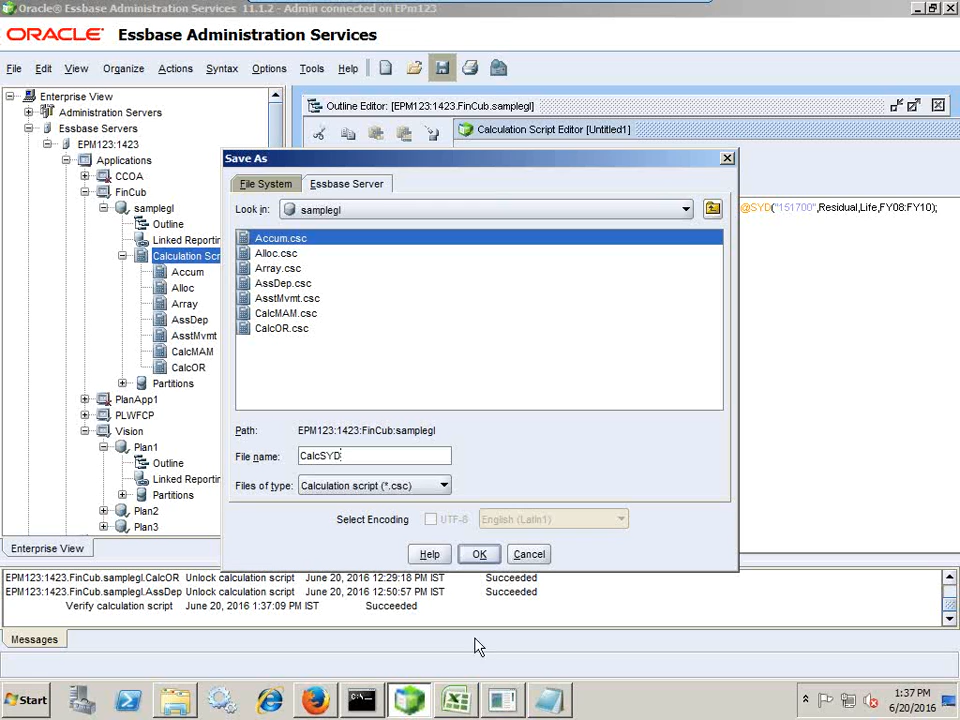 Oracle® Essbase Administration Services 11.1.2 - Admin connected on EPm123
ORACLE® Essbase Administration Services
File Edit View Organize Actions Syntax Options Tools Help
Enterprise View
Administration Servers
Essbase Servers
EPM123:1423
Applications
CCOA
FinCub
samplegl
Outline
Linked Reportin
Calculation Scr
Accum
Alloc
Array
AssDep
AsstMvmt
CalcMAM
CalcOR
Partitions
PlanApp1
PLWFCP
Vision
Plan1
Outline
Linked Reportin
Partitions
Plan2
Plan3
Enterprise View
Outline Editor: [EPM123:1423.FinCub.samplegl]
Calculation Script Editor [Untitled1]
@SYD("151700",Residual,Life,FY08:FY10);
Save As
File System Essbase Server
Look in: samplegl
Accum.csc
Alloc.csc
Array.csc
AssDep.csc
AsstMvmt.csc
CalcMAM.csc
CalcOR.csc
Path: EPM123:1423:FinCub:samplegl
File name: CalcSYD
Files of type: Calculation script (*.csc)
Select Encoding UTF-8 English (Latin1)
Help OK Cancel
EPM123:1423.FinCub.samplegl.CalcOR Unlock calculation script June 20, 2016 12:29:18 PM IST Succeeded
EPM123:1423.FinCub.samplegl.AssDep Unlock calculation script June 20, 2016 12:50:57 PM IST Succeeded
Verify calculation script June 20, 2016 1:37:09 PM IST Succeeded
Messages
Start
1:37 PM
6/20/2016